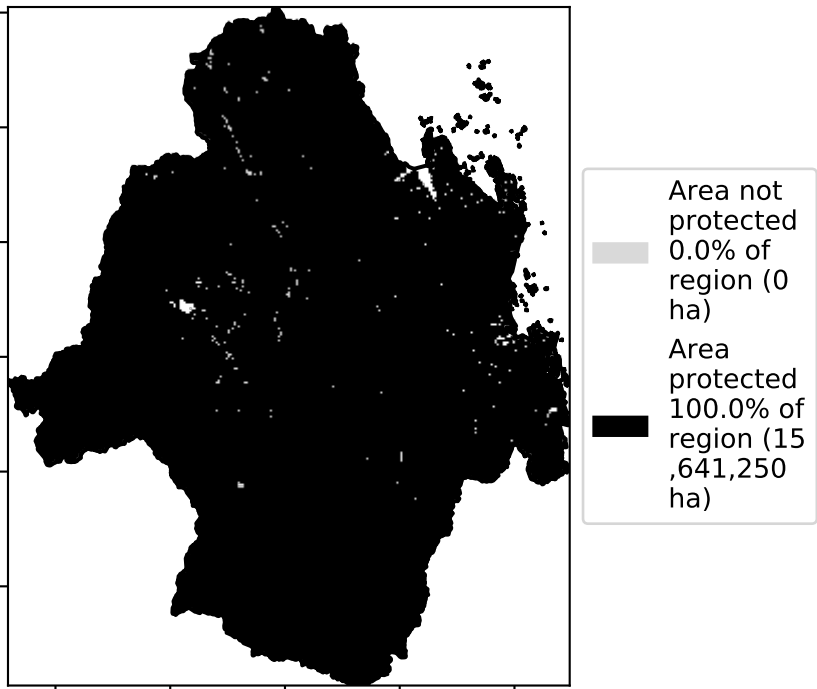 Area not
protected
0.0% of
region (0
ha)
Area
protected
100.0% of
region (15
,641,250
ha)